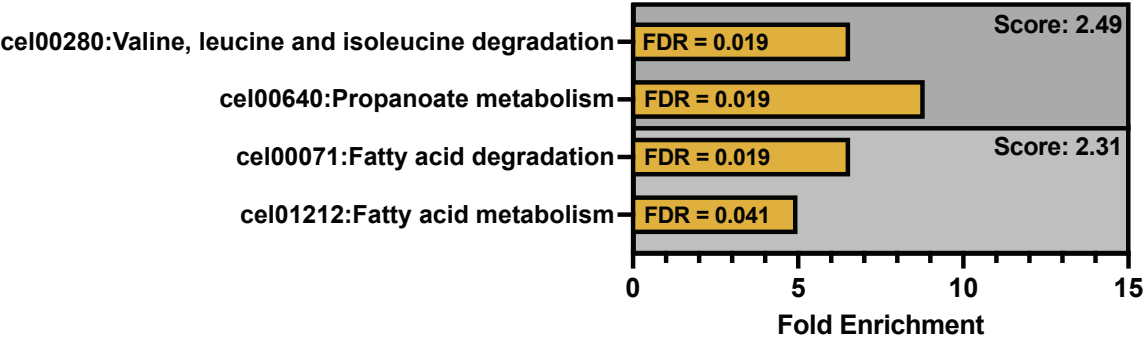 cel00280:Valine, leucine and isoleucine degradation FDR = 0.019 Score: 2.49
cel00640:Propanoate metabolism FDR = 0.019
cel00071:Fatty acid degradation FDR = 0.019 Score: 2.31
cel01212:Fatty acid metabolism FDR = 0.041
0 5 10 15
Fold Enrichment